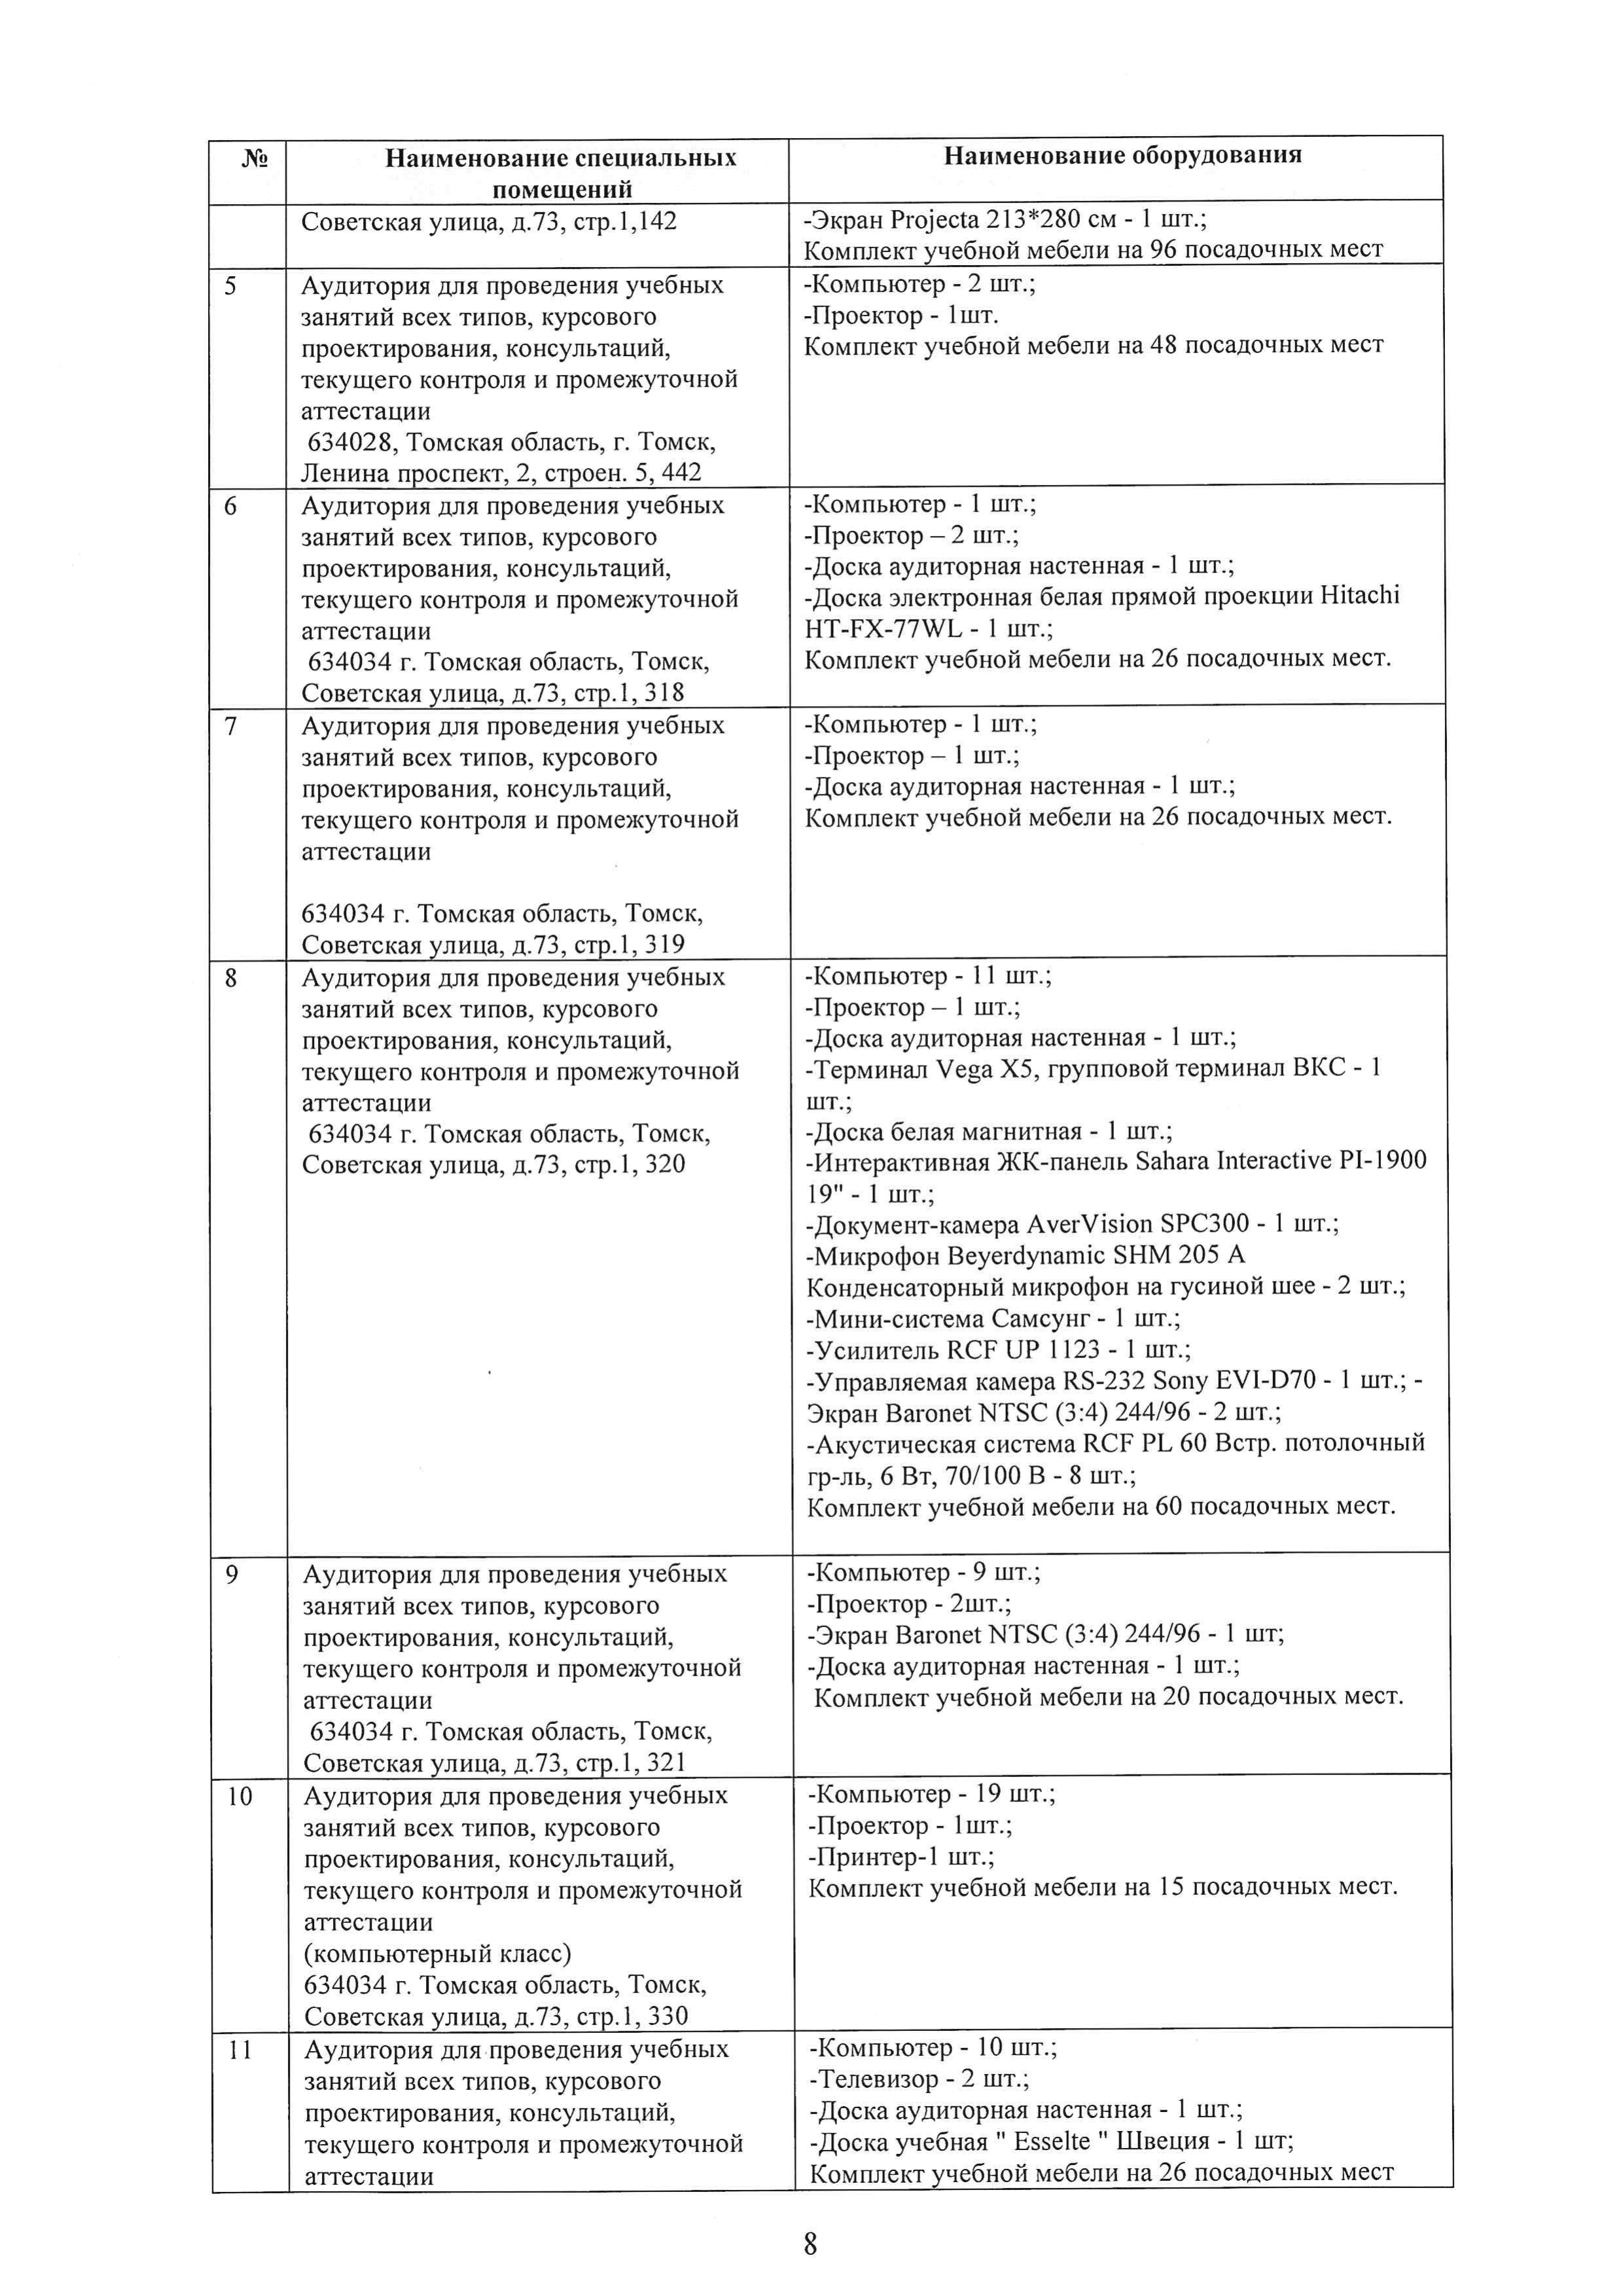 №
Наименование специальных
помещений
Наименование оборудования
Советская улица, д.73, стр.1,142
-Экран Projecta 213*280 см - 1 шт.;
Комплект учебной мебели на 96 посадочных мест
5
Аудитория для проведения учебных
занятий всех типов, курсового
проектирования, консультаций,
текущего контроля и промежуточной
аттестации
634028, Томская область, г. Томск,
Ленина проспект, 2, строен. 5, 442
-Компьютер - 2 шт.;
-Проектор - 1шт.
Комплект учебной мебели на 48 посадочных мест
6
Аудитория для проведения учебных
занятий всех типов, курсового
проектирования, консультаций,
текущего контроля и промежуточной
аттестации
634034 г. Томская область, Томск,
Советская улица, д.73, стр.1, 318
-Компьютер - 1 шт.;
-Проектор – 2 шт.;
-Доска аудиторная настенная - 1 шт.;
-Доска электронная белая прямой проекции Hitachi
HT-FX-77WL - 1 шт.;
Комплект учебной мебели на 26 посадочных мест.
7
Аудитория для проведения учебных
занятий всех типов, курсового
проектирования, консультаций,
текущего контроля и промежуточной
аттестации
634034 г. Томская область, Томск,
Советская улица, д.73, стр.1, 319
-Компьютер - 1 шт.;
-Проектор – 1 шт.;
-Доска аудиторная настенная - 1 шт.;
Комплект учебной мебели на 26 посадочных мест.
8
Аудитория для проведения учебных
занятий всех типов, курсового
проектирования, консультаций,
текущего контроля и промежуточной
аттестации
634034 г. Томская область, Томск,
Советская улица, д.73, стр.1, 320
-Компьютер - 11 шт.;
-Проектор – 1 шт.;
-Доска аудиторная настенная - 1 шт.;
-Терминал Vega X5, групповой терминал ВКС - 1
шт.;
-Доска белая магнитная - 1 шт.;
-Интерактивная ЖК-панель Sahara Interactive PI-1900
19" - 1 шт.;
-Документ-камера AverVision SPC300 - 1 шт.;
-Микрофон Beyerdynamic SHM 205 A
Конденсаторный микрофон на гусиной шее - 2 шт.;
-Мини-система Самсунг - 1 шт.;
-Усилитель RCF UP 1123 - 1 шт.;
-Управляемая камера RS-232 Sony EVI-D70 - 1 шт.; -
Экран Baronet NTSC (3:4) 244/96 - 2 шт.;
-Акустическая система RCF PL 60 Встр. потолочный
гр-ль, 6 Вт, 70/100 В - 8 шт.;
Комплект учебной мебели на 60 посадочных мест.
9
Аудитория для проведения учебных
занятий всех типов, курсового
проектирования, консультаций,
текущего контроля и промежуточной
аттестации
634034 г. Томская область, Томск,
Советская улица, д.73, стр.1, 321
-Компьютер - 9 шт.;
-Проектор - 2шт.;
-Экран Baronet NTSC (3:4) 244/96 - 1 шт;
-Доска аудиторная настенная - 1 шт.;
Комплект учебной мебели на 20 посадочных мест.
10
Аудитория для проведения учебных
занятий всех типов, курсового
проектирования, консультаций,
текущего контроля и промежуточной
аттестации
(компьютерный класс)
634034 г. Томская область, Томск,
Советская улица, д.73, стр.1, 330
-Компьютер - 19 шт.;
-Проектор - 1шт.;
-Принтер-1 шт.;
Комплект учебной мебели на 15 посадочных мест.
11
Аудитория для проведения учебных
занятий всех типов, курсового
проектирования, консультаций,
текущего контроля и промежуточной
аттестации
-Компьютер - 10 шт.;
-Телевизор - 2 шт.;
-Доска аудиторная настенная - 1 шт.;
-Доска учебная " Esselte " Швеция - 1 шт;
Комплект учебной мебели на 26 посадочных мест
8